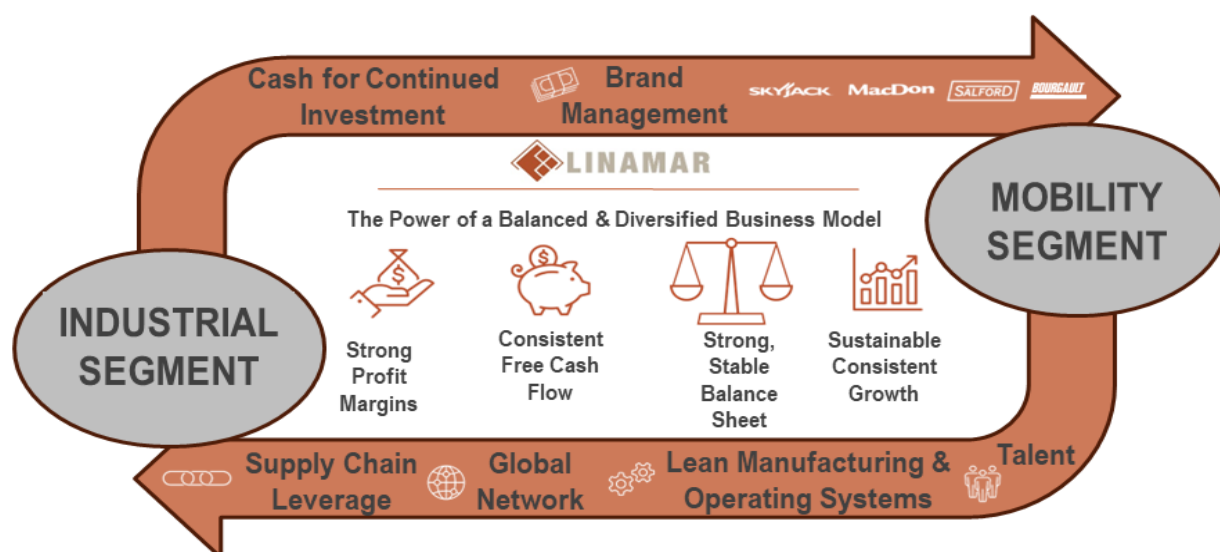 Cash for Continued
Investment
Brand
Management
SKYJACK
MacDon
SALFORD
BOURGAULT
LINAMAR
The Power of a Balanced & Diversified Business Model
MOBILITY
SEGMENT
INDUSTRIAL
SEGMENT
$
Strong
Profit
Margins
$
Consistent
Free Cash
Flow
Strong,
Stable
Balance
Sheet
Sustainable
Consistent
Growth
Supply Chain
Leverage
Global
Network
Lean Manufacturing &
Operating Systems
Talent